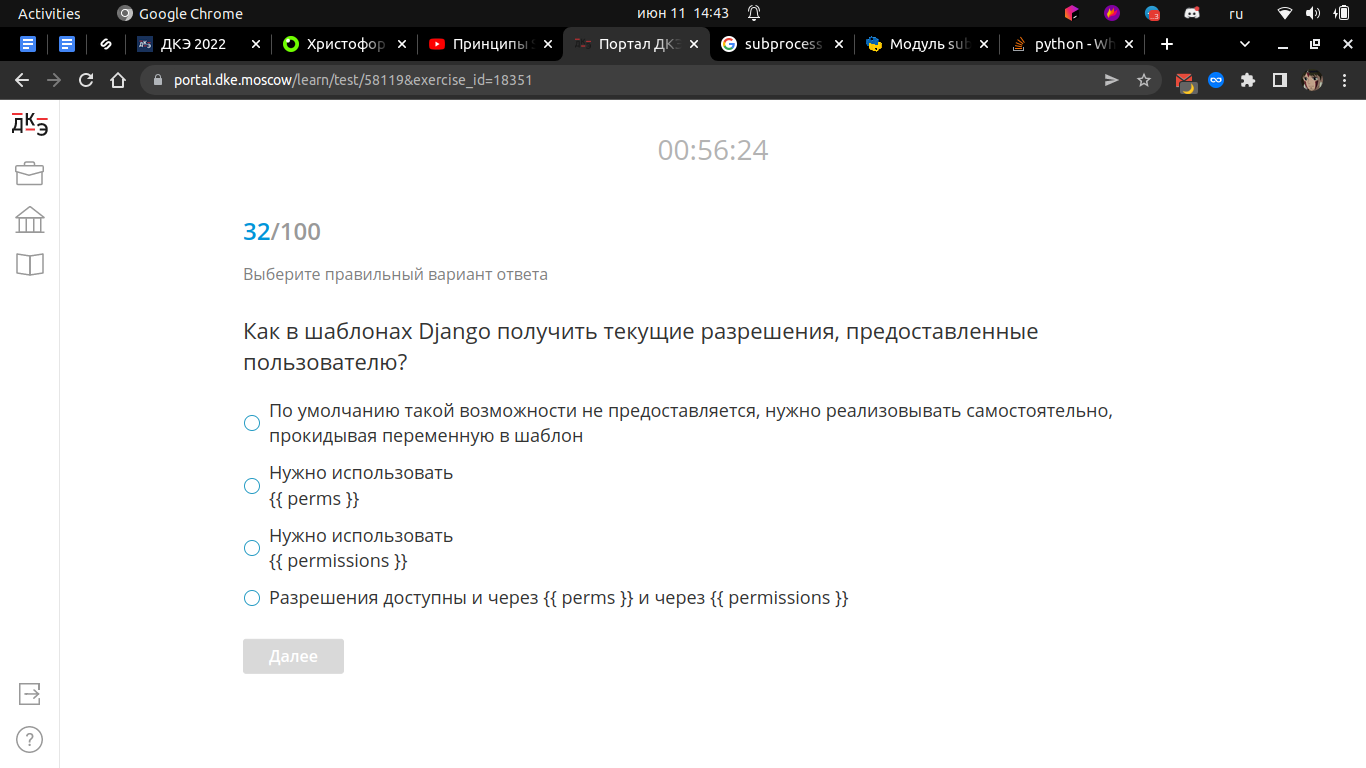 Activities
Google Chrome
июн 11 14:43
ru
ДКЭ 2022
Христофор
Принципы
Портал ДКЭ
subprocess
Модуль sub
python - Wh
portal.dke.moscow/learn/test/58119&exercise_id=18351
ДКЭ
00:56:24
32/100
Выберите правильный вариант ответа
Как в шаблонах Django получить текущие разрешения, предоставленные
пользователю?
По умолчанию такой возможности не предоставляется, нужно реализовывать самостоятельно,
прокидывая переменную в шаблон
Нужно использовать
{{ perms }}
Нужно использовать
{{ permissions }}
Разрешения доступны и через {{ perms }} и через {{ permissions }}
Далее
?